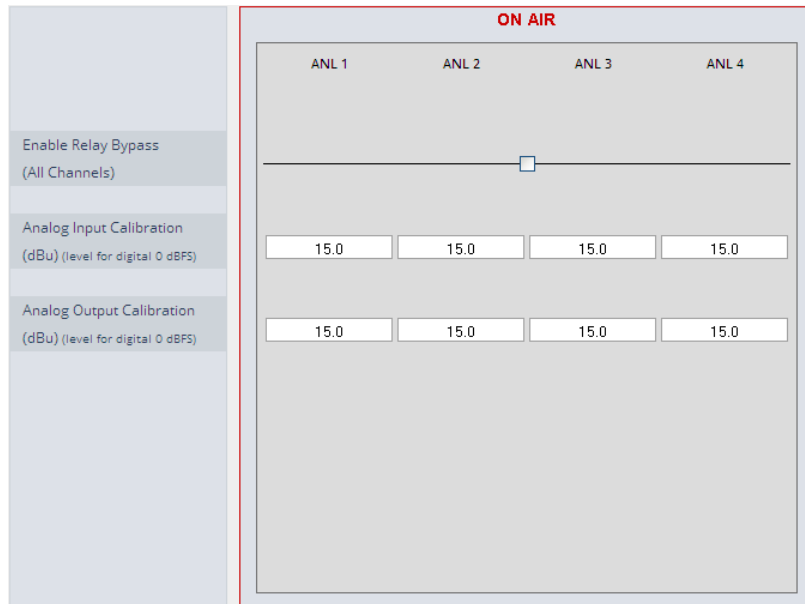 ON AIR
ANL 1 ANL 2 ANL 3 ANL 4
Enable Relay Bypass
(All Channels)
Analog Input Calibration
(dBu) (level for digital 0 dBFS)
15.0 15.0 15.0 15.0
Analog Output Calibration
(dBu) (level for digital 0 dBFS)
15.0 15.0 15.0 15.0